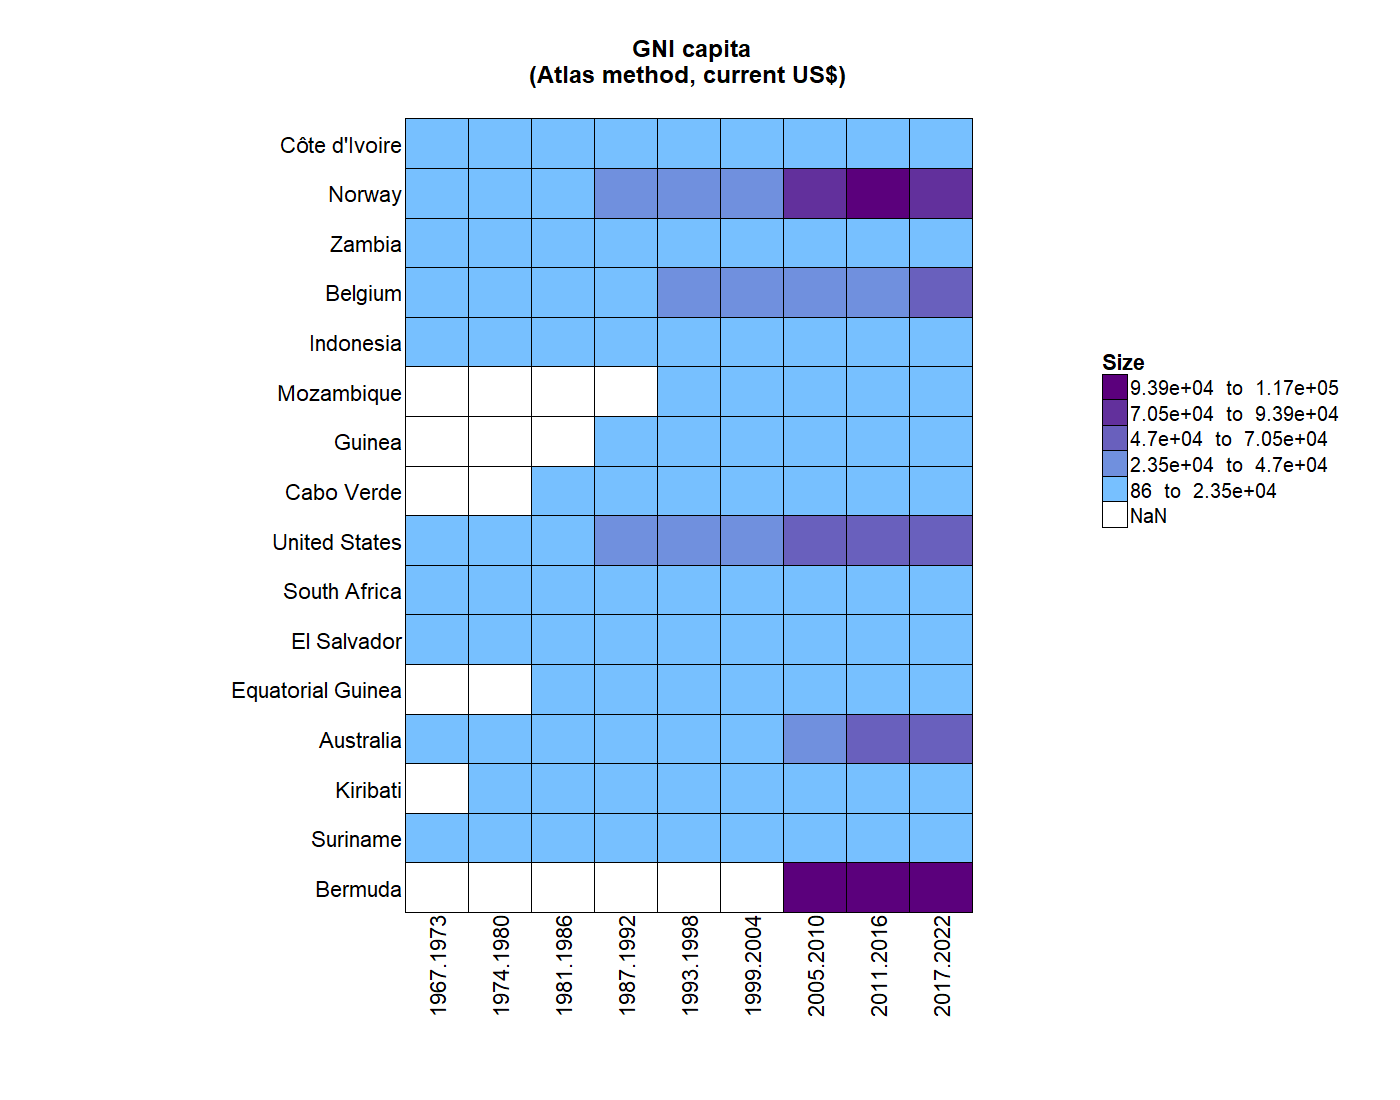 GNI capita
(Atlas method, current US$)
Côte d'Ivoire
Norway
Zambia
Belgium
Indonesia
Mozambique
Guinea
Cabo Verde
United States
South Africa
El Salvador
Equatorial Guinea
Australia
Kiribati
Suriname
Bermuda
1967.1973
1974.1980
1981.1986
1987.1992
1993.1998
1999.2004
2005.2010
2011.2016
2017.2022
Size
9.39e+04 to 1.17e+05
7.05e+04 to 9.39e+04
4.7e+04 to 7.05e+04
2.35e+04 to 4.7e+04
86 to 2.35e+04
NaN